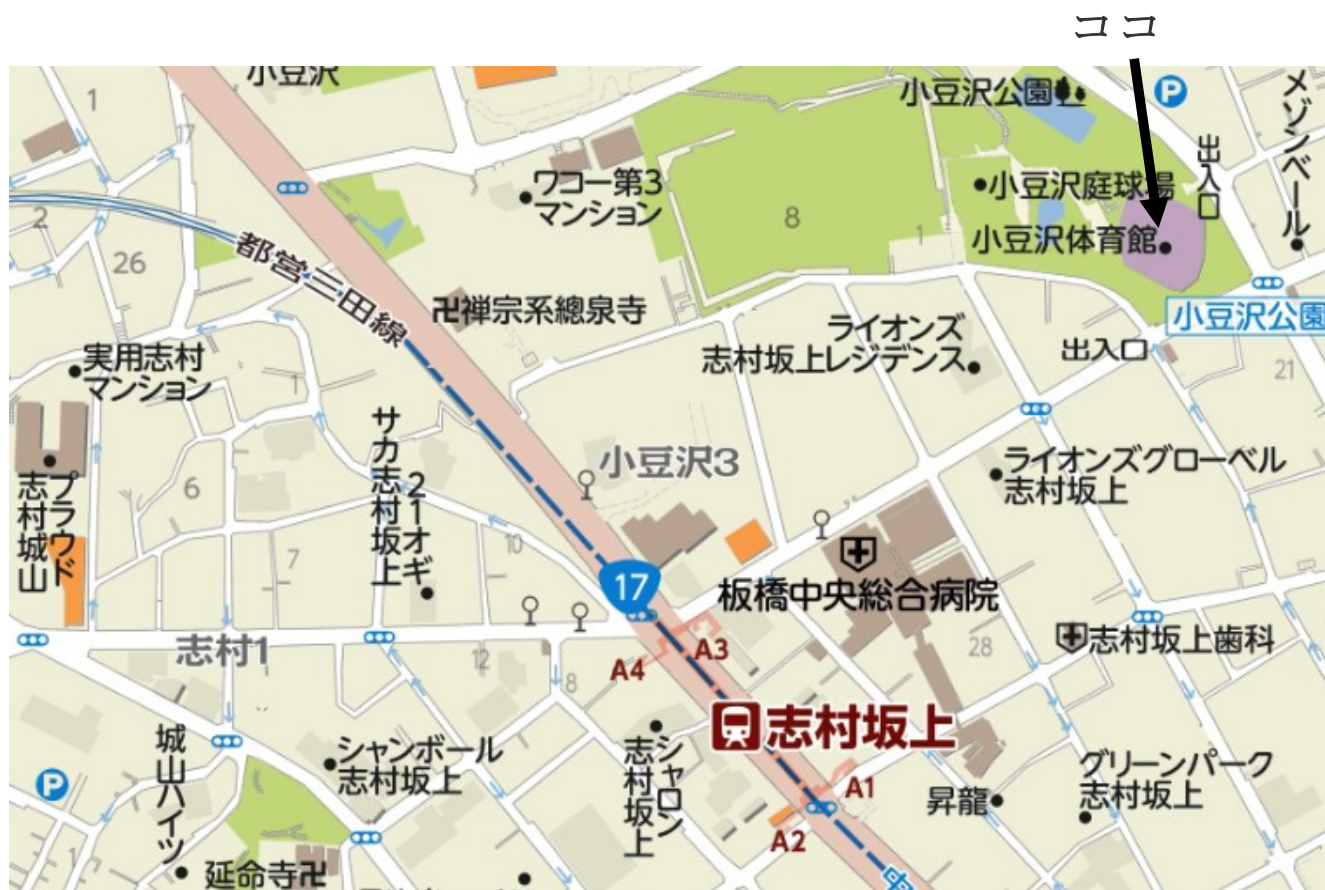 ココ
小豆沢
小豆沢公園
P
メゾンベール
1
17
出入口
ワコー第3
マンション
小豆沢庭球場
2
8
1
小豆沢体育館
26
都営三田線
卍禅宗系總泉寺
小豆沢公園
ライオンズ
志村坂上レジデンス
出入口
実用志村
マンション
1
21
サカ志村坂上
21オギ
小豆沢3
ライオンズグローベル
志村坂上
プラウド
志村城山
6
7
10
17
板橋中央総合病院
志村1
12
8
A4
A3
28
志村坂上歯科
志村坂上
城山ハイツ
シャンボール
志村坂上
シャロン
志村坂上
A1
A2
昇龍
グリーンパーク
志村坂上
P
17
延命寺卍